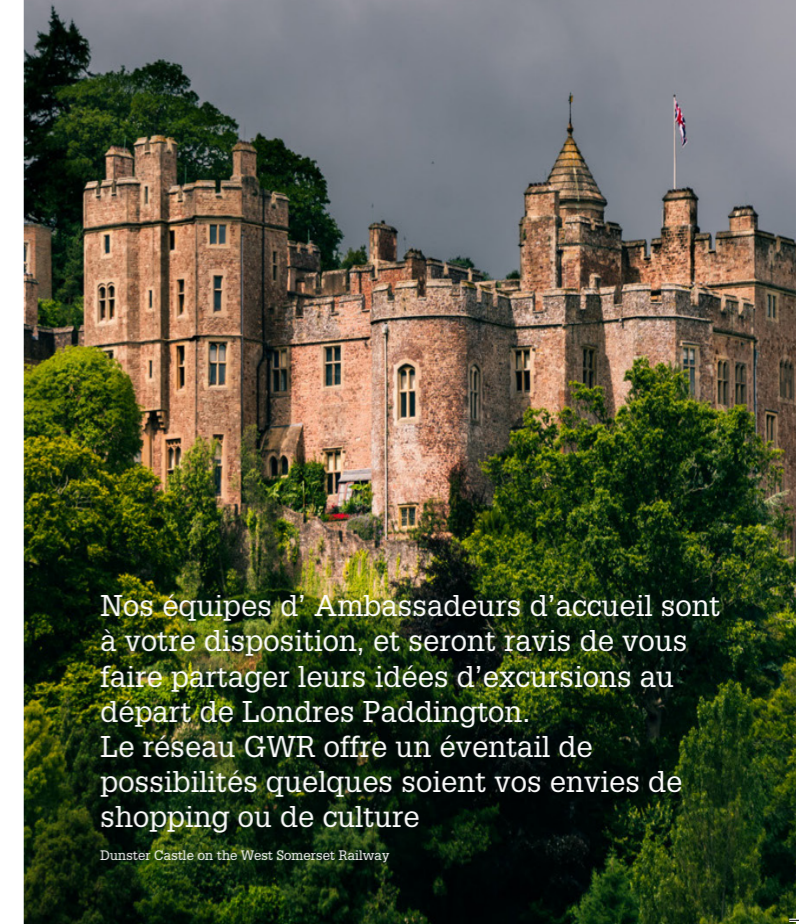 Nos équipes d’ Ambassadeurs d’accueil sont
à votre disposition, et seront ravis de vous
faire partager leurs idées d’excursions au
départ de Londres Paddington.
Le réseau GWR offre un éventail de
possibilités quelques soient vos envies de
shopping ou de culture
Dunster Castle on the West Somerset Railway